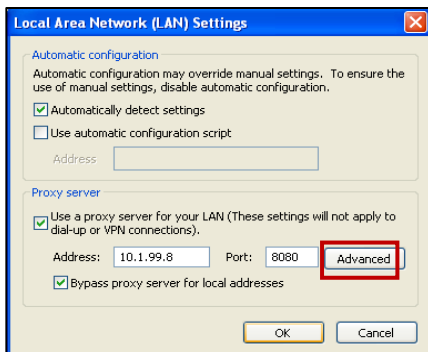 Local Area Network (LAN) Settings
Automatic configuration
Automatic configuration may override manual settings. To ensure the
use of manual settings, disable automatic configuration.
Automatically detect settings
Use automatic configuration script
Address
Proxy server
Use a proxy server for your LAN (These settings will not apply to
dial-up or VPN connections).
Address: 10.1.99.8 Port: 8080 Advanced
Bypass proxy server for local addresses
OK Cancel